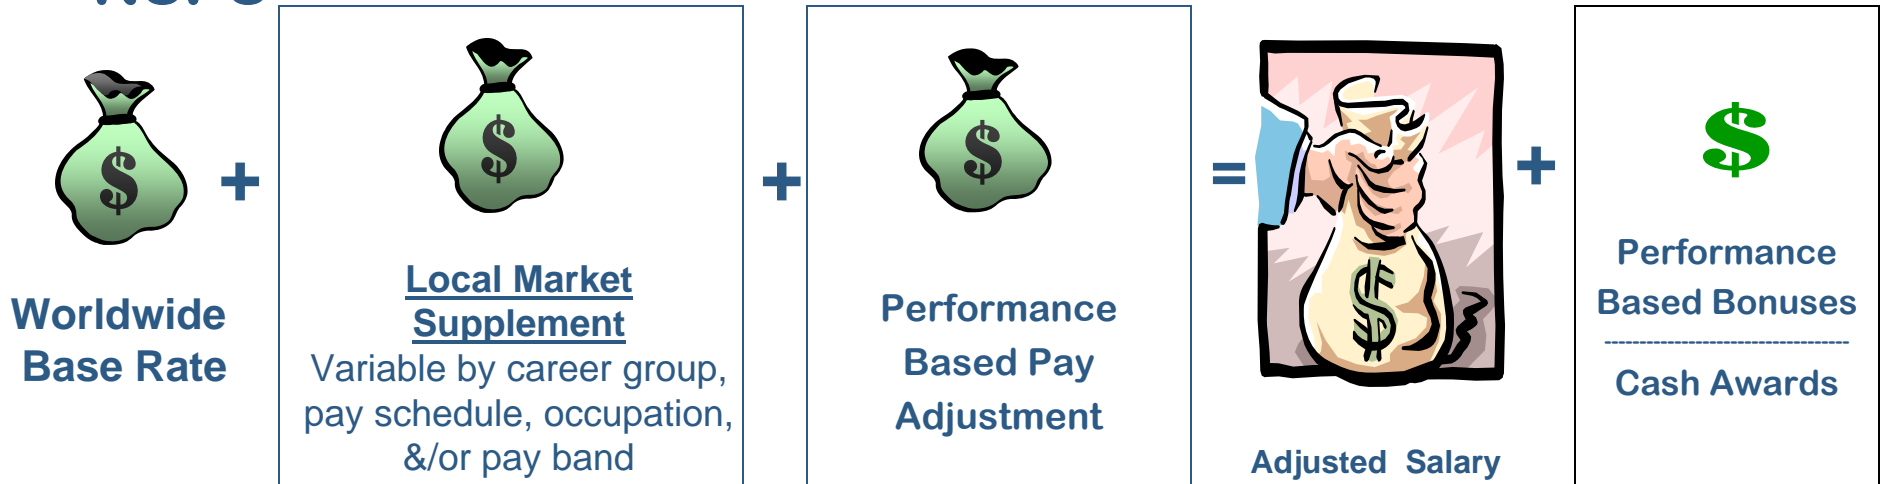 $
+
Worldwide
Base Rate
$
Local Market
Supplement
Variable by career group,
pay schedule, occupation,
&/or pay band
+
$
Performance
Based Pay
Adjustment
=
$
Adjusted Salary
+
$
Performance
Based Bonuses
-----------------------------------
Cash Awards